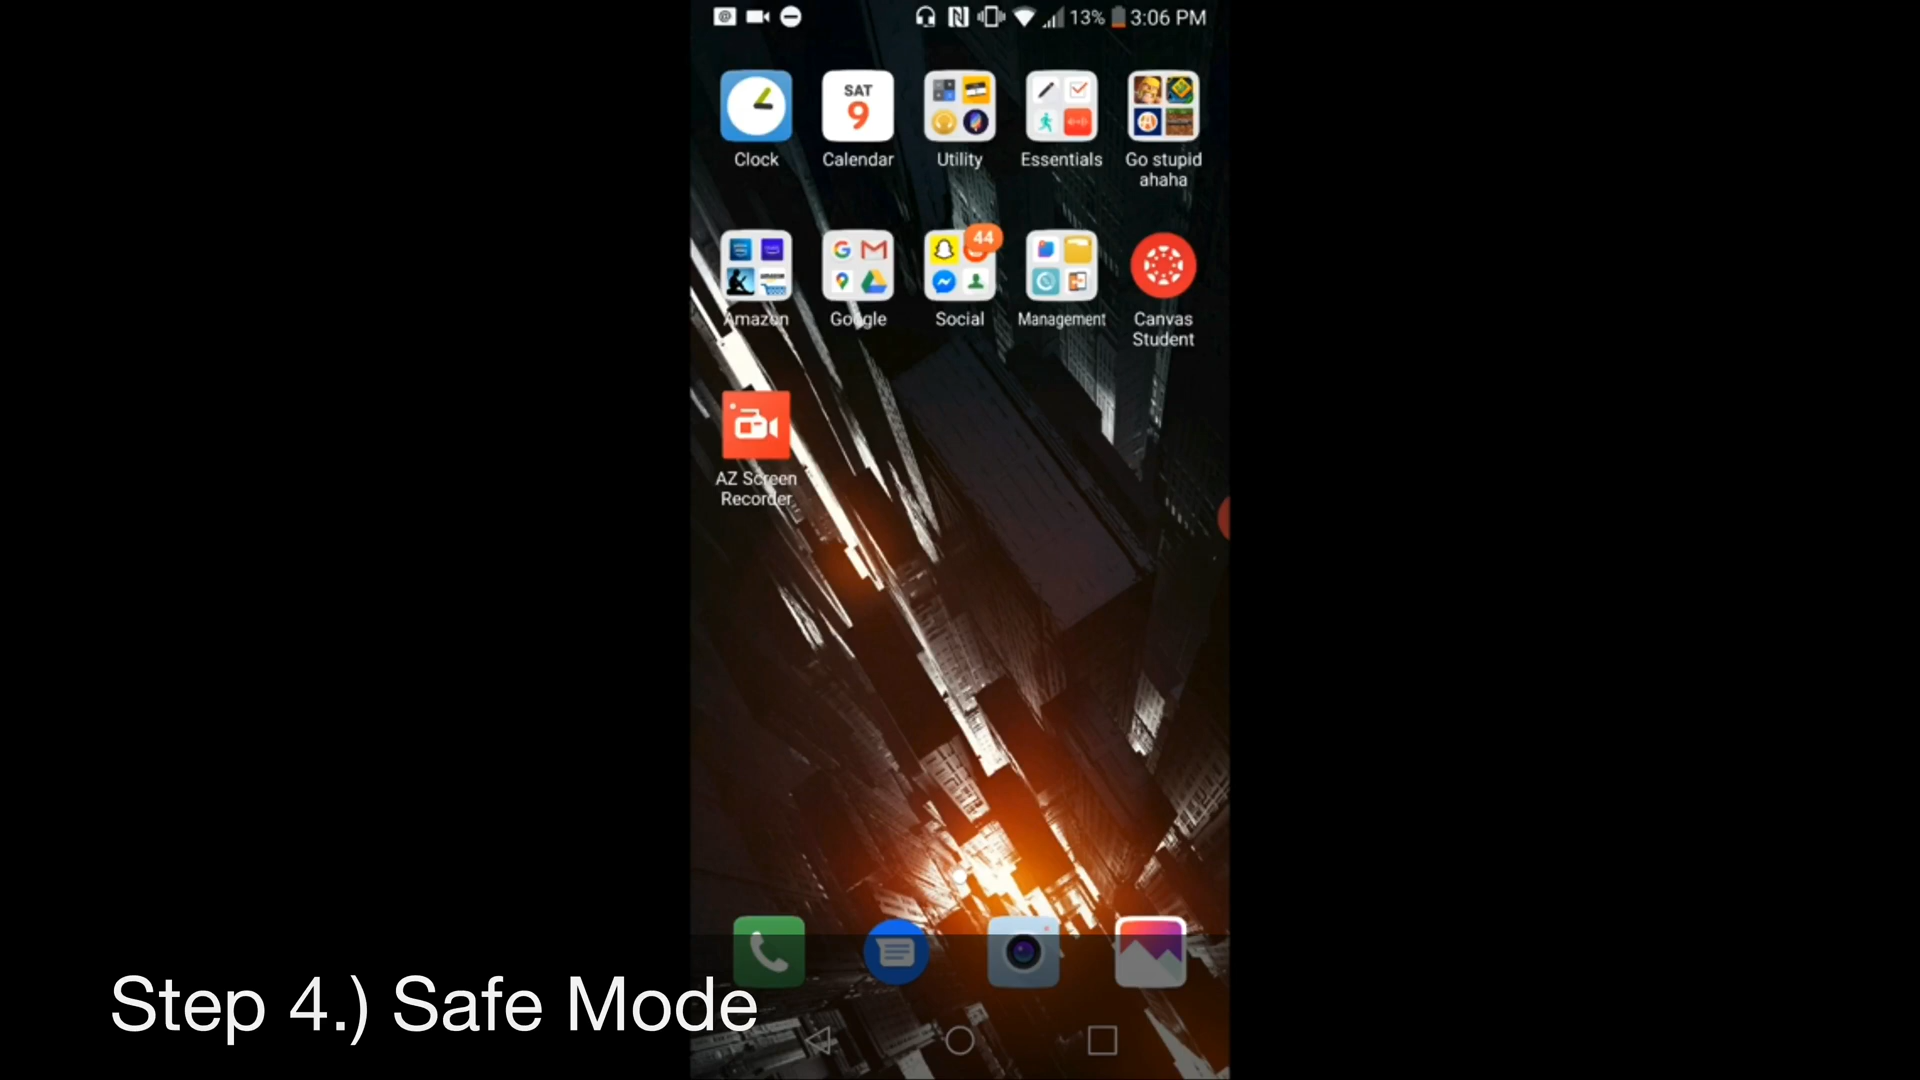 13% 3:06 PM
SAT
9
Clock Calendar Utility Essentials Go stupid
ahaha
44
Amazon Google Social Management Canvas
Student
AZ Screen
Recorder
Step 4.) Safe Mode